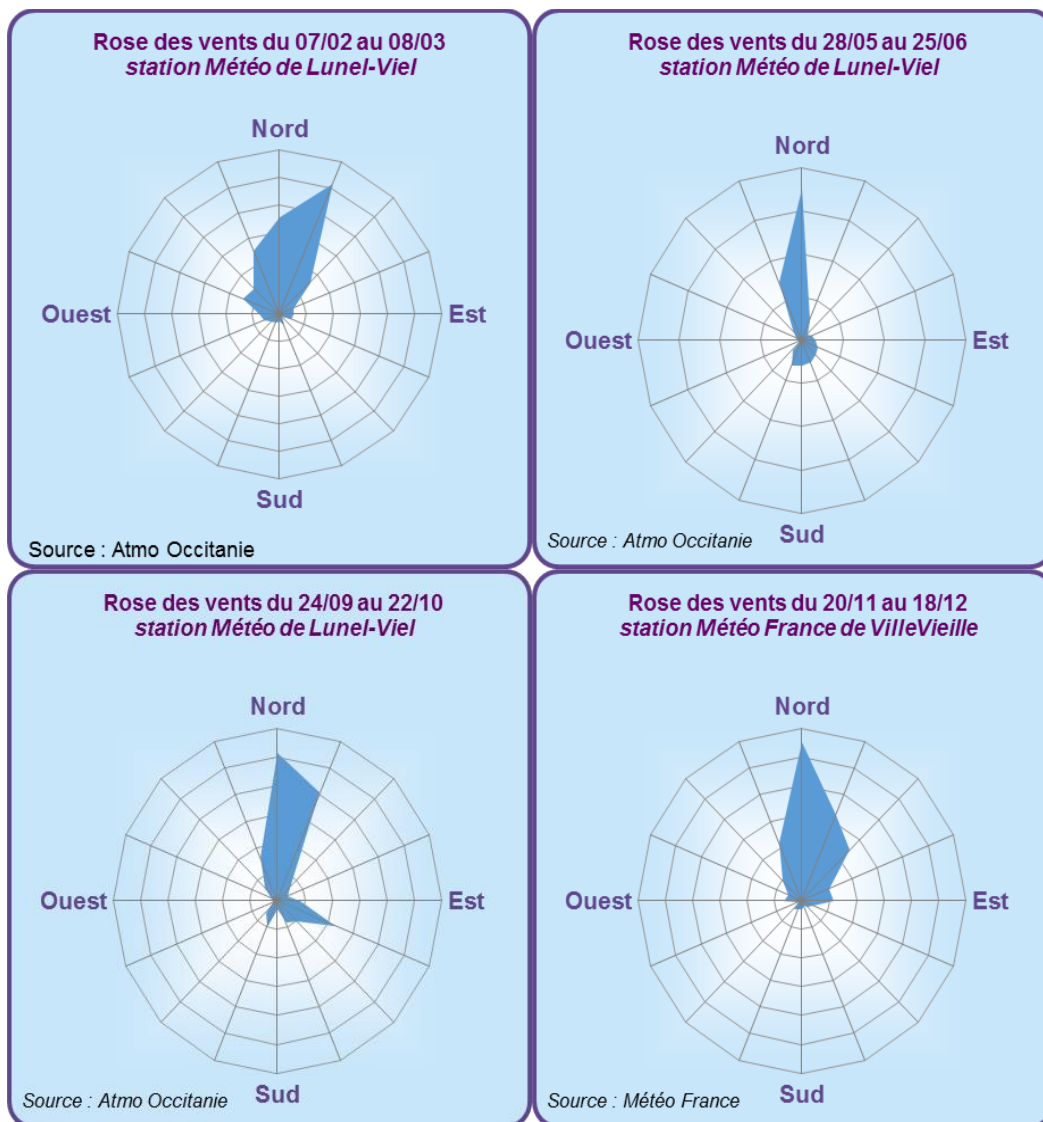 Rose des vents du 07/02 au 08/03
station Météo de Lunel-Viel
Nord
Ouest
Est
Sud
Source : Atmo Occitanie
Rose des vents du 28/05 au 25/06
station Météo de Lunel-Viel
Nord
Ouest
Est
Sud
Source : Atmo Occitanie
Rose des vents du 24/09 au 22/10
station Météo de Lunel-Viel
Nord
Ouest
Est
Sud
Source : Atmo Occitanie
Rose des vents du 20/11 au 18/12
station Météo France de VilleVieille
Nord
Ouest
Est
Sud
Source : Météo France